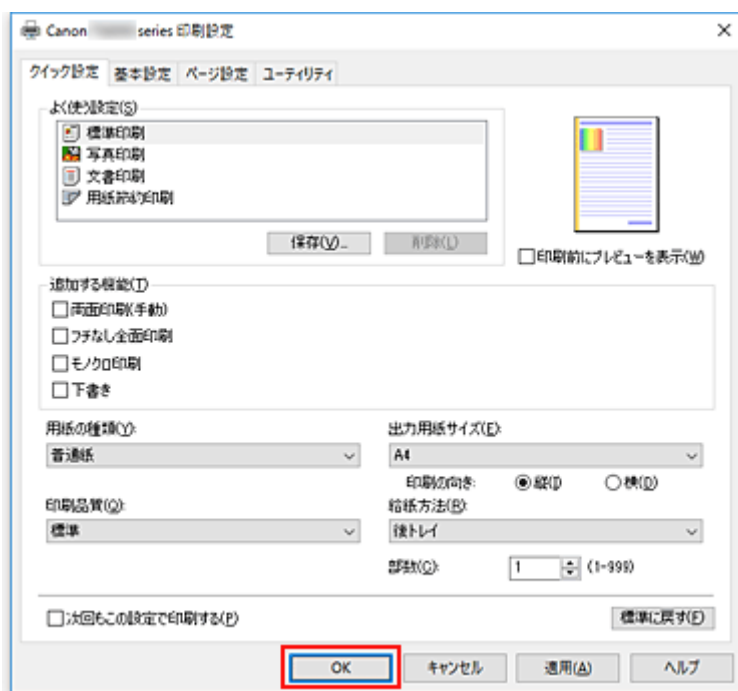 Canon series 印刷設定
クイック設定 基本設定 ページ設定 ユーティリティ
よく使う設定(S)
標準印刷
写真印刷
文書印刷
用紙節約印刷
保存(V)...
削除(L)
印刷前にプレビューを表示(W)
追加する機能(T)
両面印刷(手動)
フチなし全面印刷
モノクロ印刷
下書き
用紙の種類(Y):
普通紙
出力用紙サイズ(E):
A4
印刷の向き: 縦(I) 横(D)
印刷品質(Q):
標準
給紙方法(R):
後トレイ
部数(C): 1 (1-999)
次回もこの設定で印刷する(P)
標準に戻す(F)
OK キャンセル 適用(A) ヘルプ